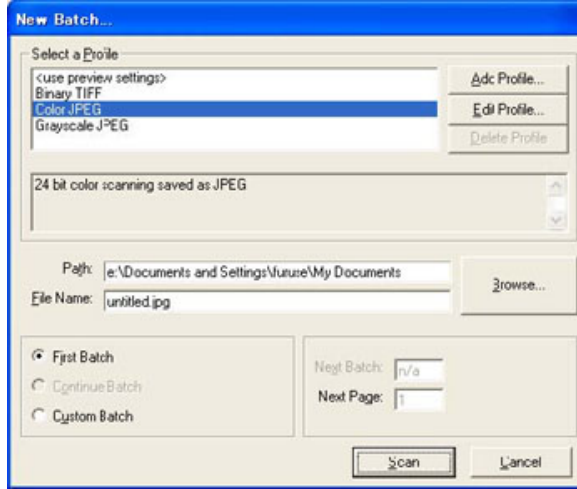 New Batch...
Select a Profile
<use preview settings>
Binary TIFF
Color JPEG
Grayscale JPEG
Add Profile...
Edit Profile...
Delete Profile
24 bit color scanning saved as JPEG
Path: e:\Documents and Settings\furuse\My Documents
File Name: untitled.jpg
Browse...
First Batch
Continue Batch
Custom Batch
Next Batch: n/a
Next Page: 1
Scan
Cancel